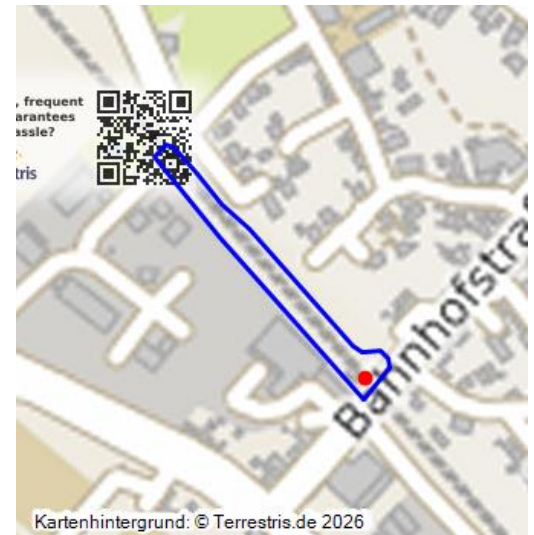 , frequent
arantees
assle?
tris
Bahnhofstra
Kartenhintergrund: © Terrestris.de 2026